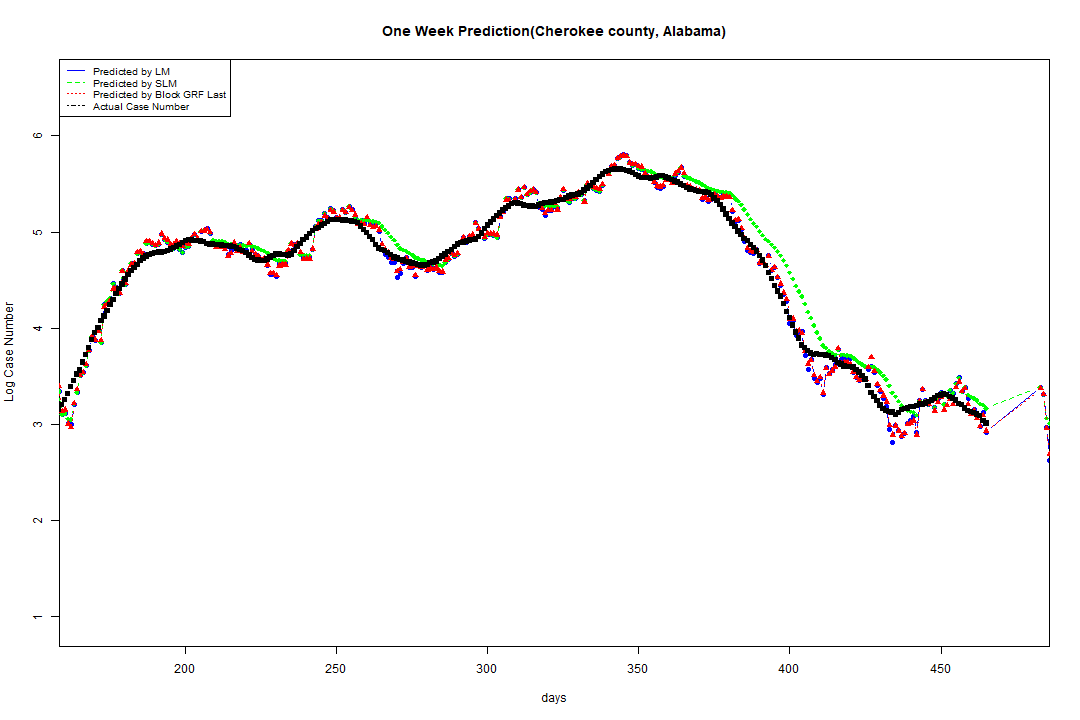 One Week Prediction(Cherokee county, Alabama)
Predicted by LM
Predicted by SLM
Predicted by Block GRF Last
Actual Case Number
Log Case Number
6
5
4
3
2
1
200 250 300 350 400 450
days